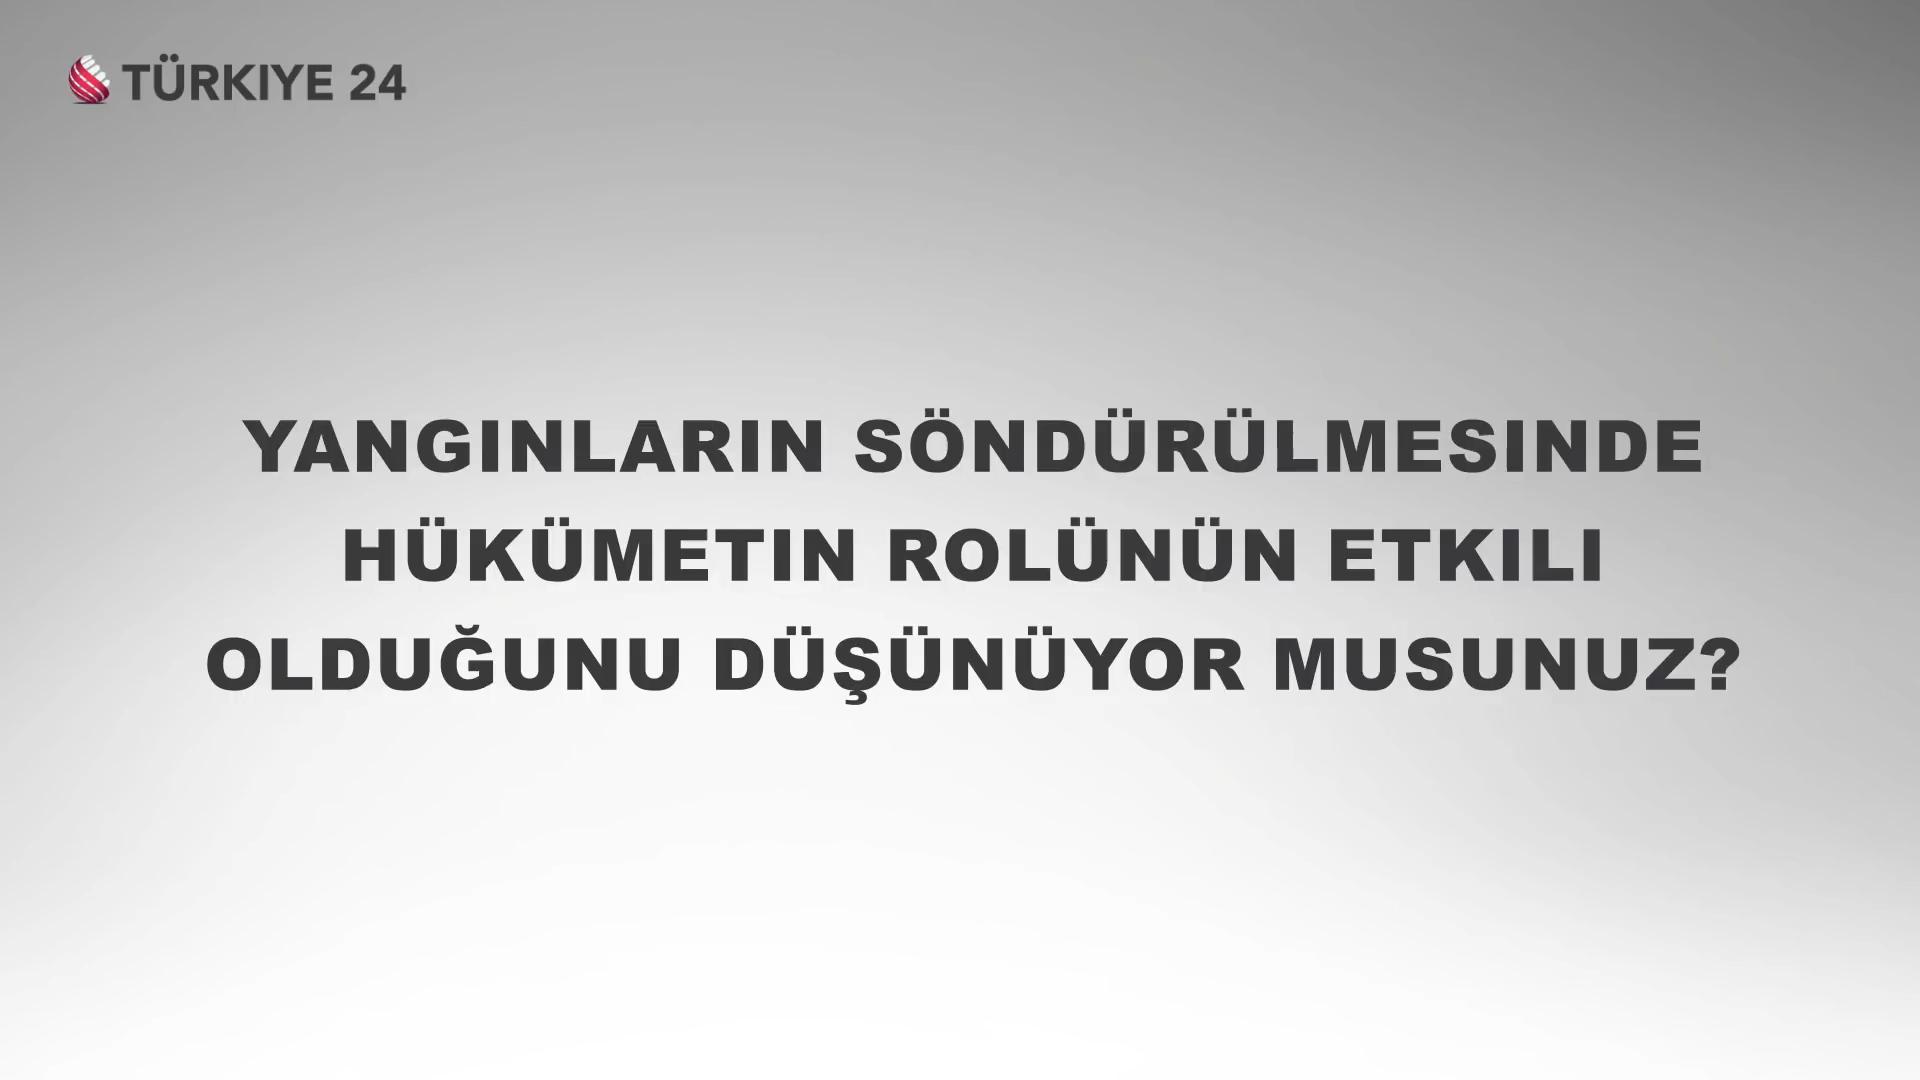 TÜRKIYE 24
YANGINLARIN SÖNDÜRÜLMESINDE
HÜKÜMETIN ROLÜNÜN ETKILI
OLDUĞUNU DÜŞÜNÜYOR MUSUNUZ?